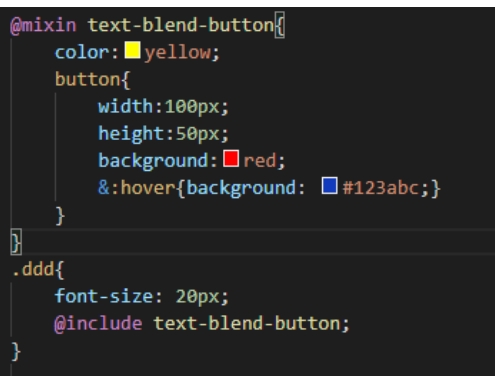 @mixin text-blend-button{
color: yellow;
button{
width:100px;
height:50px;
background: red;
&:hover{background: #123abc;}
}
}
.ddd{
font-size: 20px;
@include text-blend-button;
}